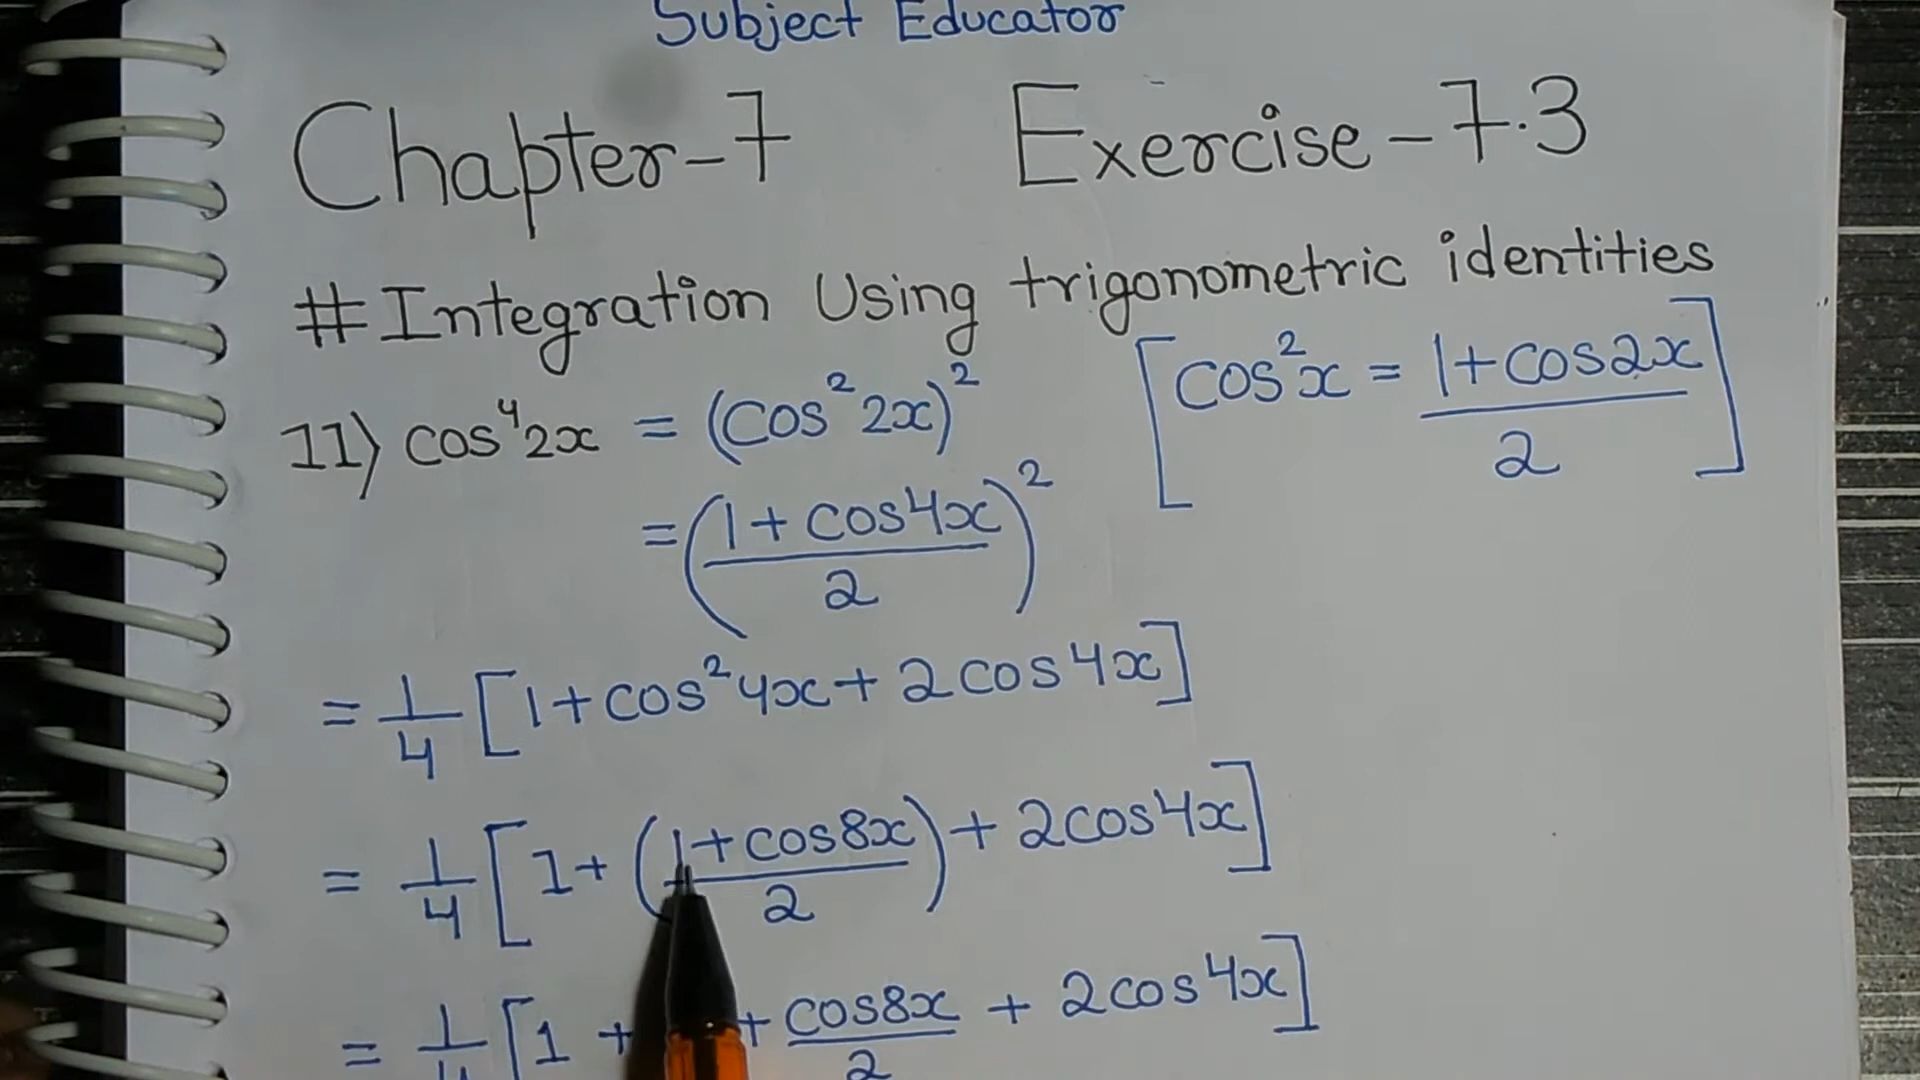 Subject Educator
Chapter-7 Exercise-7.3
#Integration Using trigonometric identities
11) cos⁴2x = (cos²2x)² [cos²x = (1+cos2x)/2]
= ((1+cos4x)/2)²
= 1/4 [1+cos²4x+2cos4x]
= 1/4 [1+((1+cos8x)/2)+2cos4x]
= 1/4 [1 + + cos8x/2 + 2cos4x]